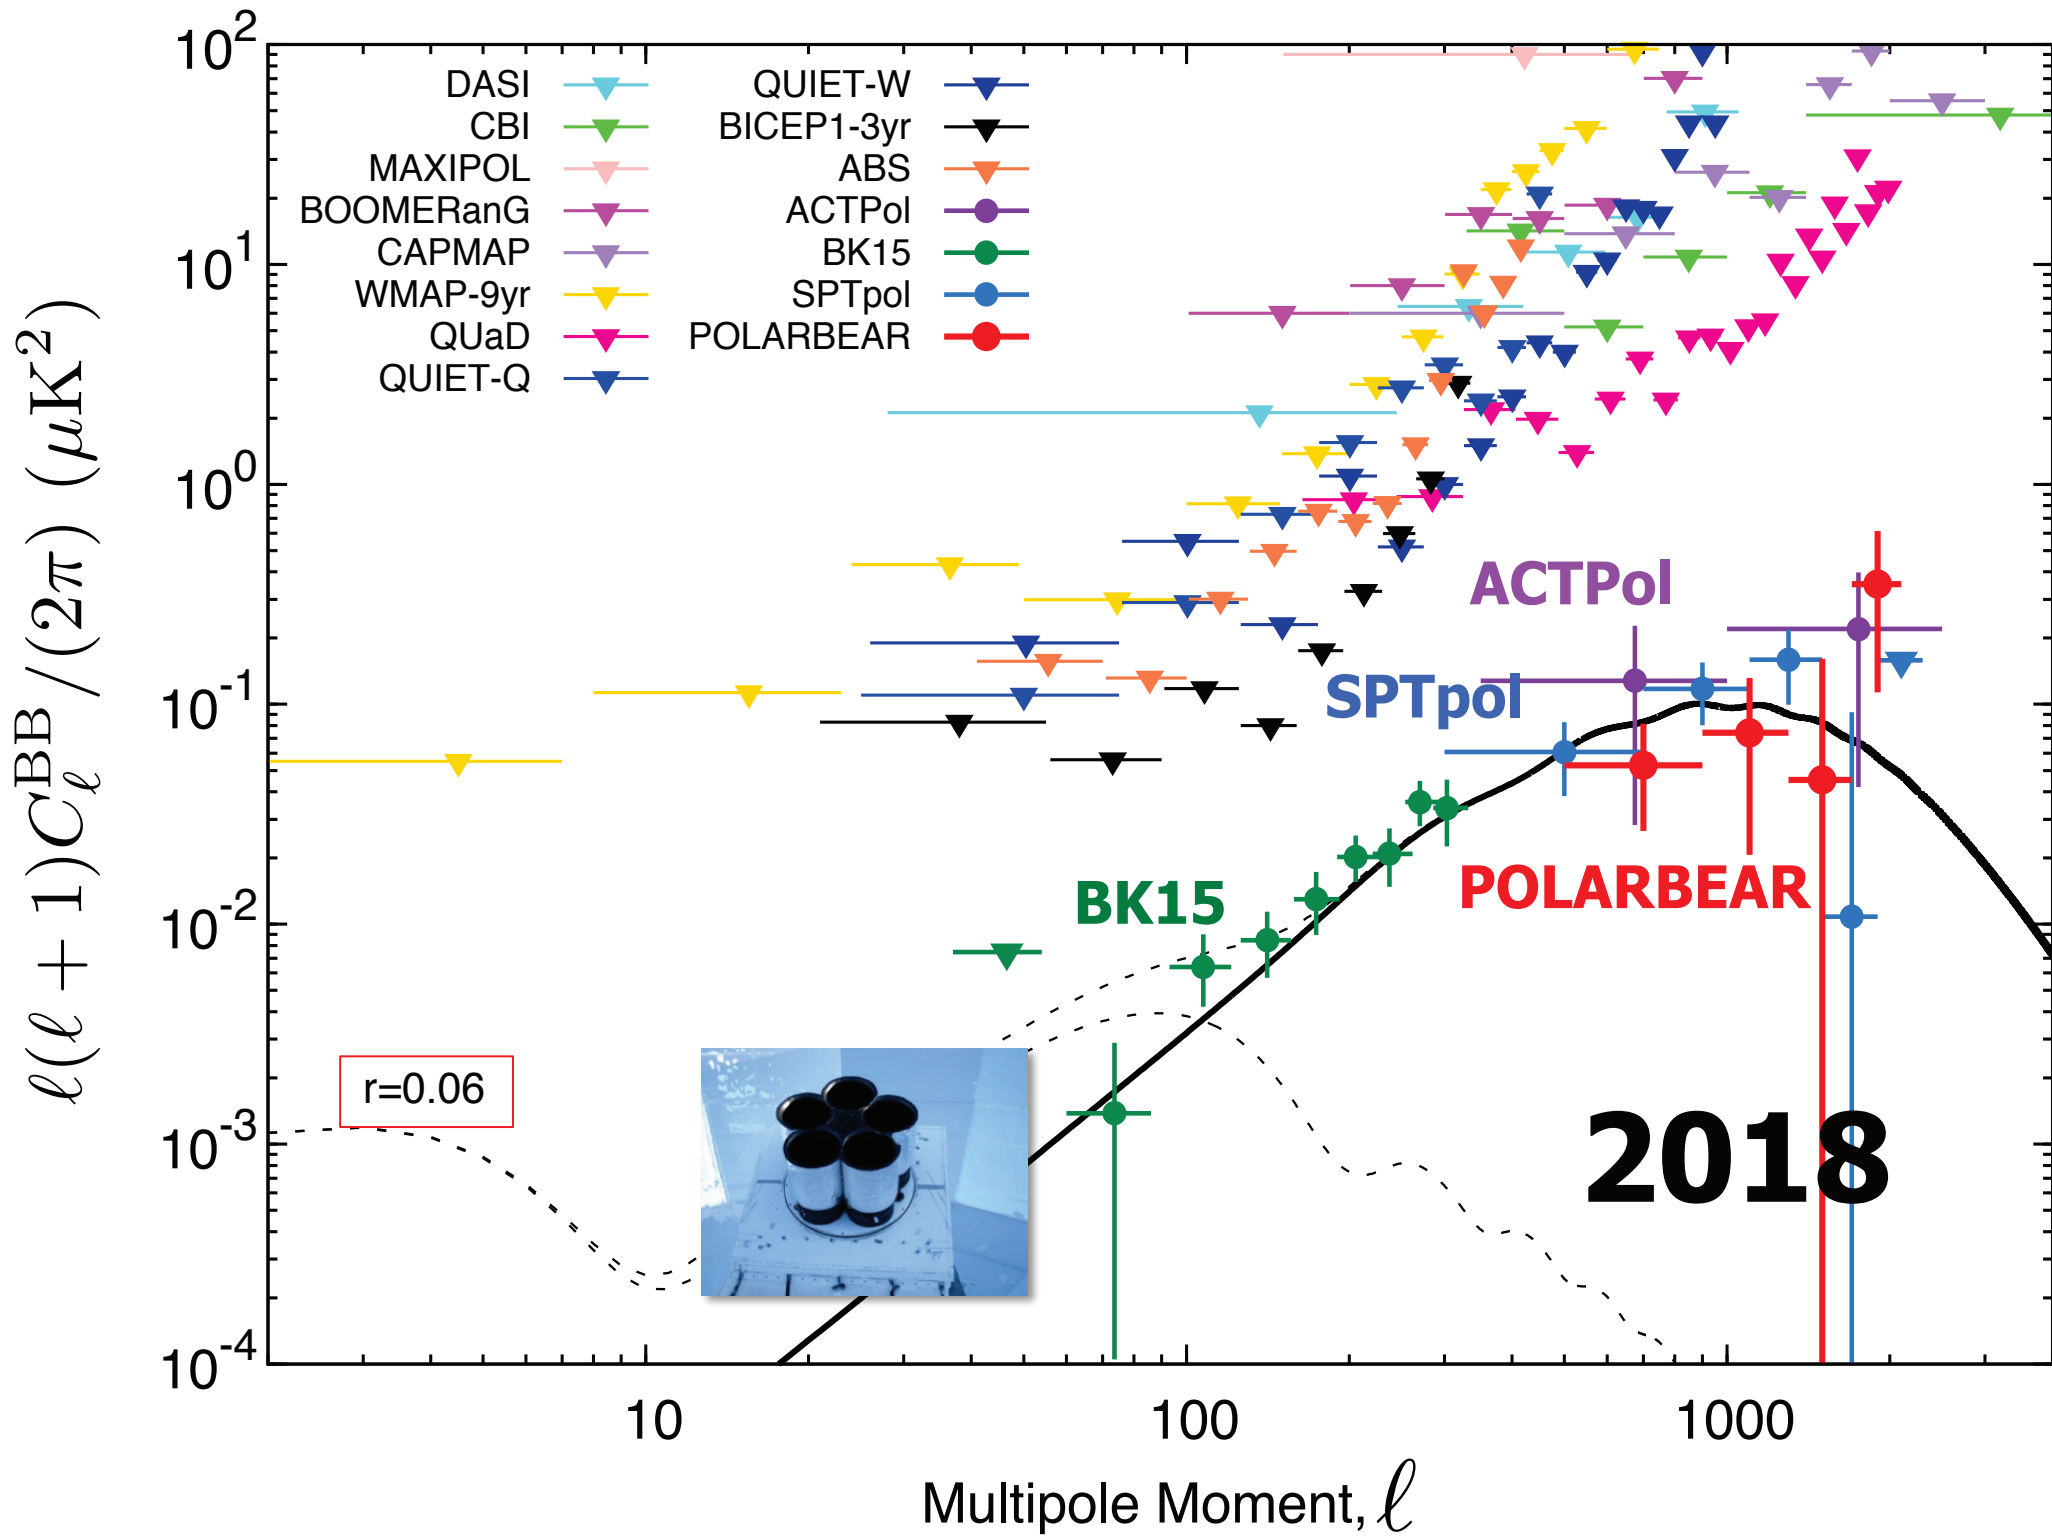 10^2
10^1
10^0
10^-1
10^-2
10^-3
10^-4
ℓ(ℓ + 1)C_ℓ^BB/(2π) (μK^2)
DASI
CBI
MAXIPOL
BOOMERanG
CAPMAP
WMAP-9yr
QUaD
QUIET-Q
QUIET-W
BICEP1-3yr
ABS
ACTPol
BK15
SPTpol
POLARBEAR
ACTPol
SPTpol
BK15
POLARBEAR
r=0.06
2018
10
100
1000
Multipole Moment, ℓ